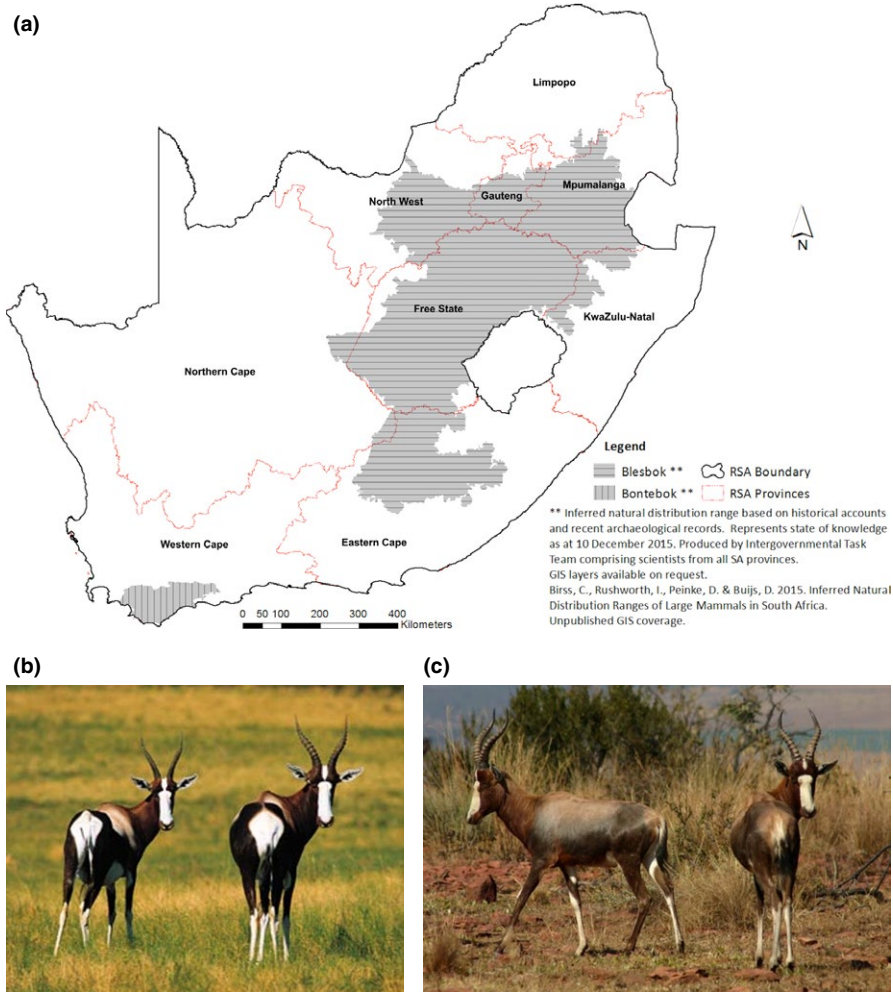 (a)
Limpopo
North West
Gauteng
Mpumalanga
N
Free State
KwaZulu-Natal
Northern Cape
Western Cape
Eastern Cape
Legend
Blesbok ** RSA Boundary
Bontebok ** RSA Provinces
** Inferred natural distribution range based on historical accounts
and recent archaeological records. Represents state of knowledge
as at 10 December 2015. Produced by Intergovernmental Task
Team comprising scientists from all SA provinces.
GIS layers available on request.
Birss, C., Rushworth, I., Peinke, D. & Buijs, D. 2015. Inferred Natural
Distribution Ranges of Large Mammals in South Africa.
Unpublished GIS coverage.
0 50 100 200 300 400
Kilometers
(b)
(c)